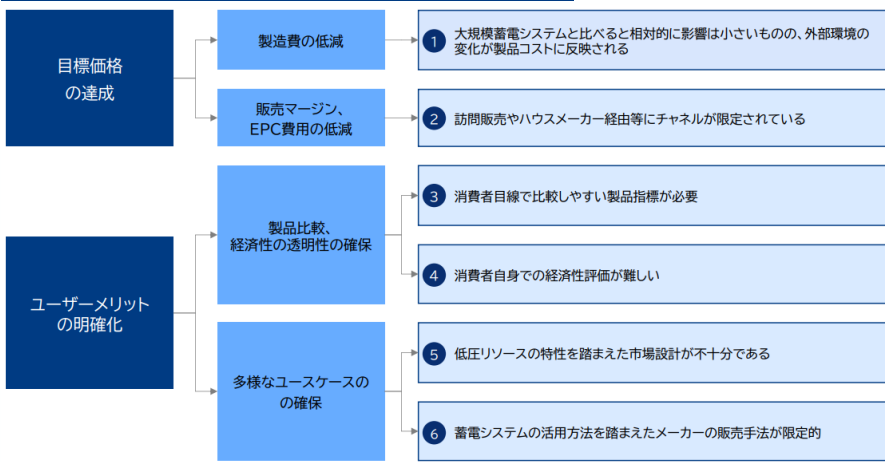 目標価格
の達成
製造費の低減
1 大規模蓄電システムと比べると相対的に影響は小さいものの、外部環境の
変化が製品コストに反映される
販売マージン、
EPC費用の低減
2 訪問販売やハウスメーカー経由等にチャネルが限定されている
ユーザーメリット
の明確化
製品比較、
経済性の透明性の確保
3 消費者目線で比較しやすい製品指標が必要
4 消費者自身での経済性評価が難しい
多様なユースケースの
の確保
5 低圧リソースの特性を踏まえた市場設計が不十分である
6 蓄電システムの活用方法を踏まえたメーカーの販売手法が限定的